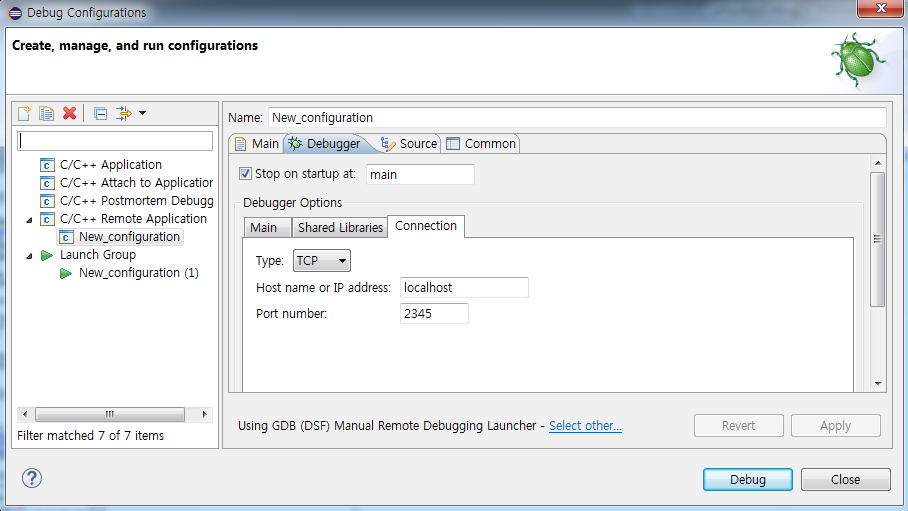 Debug Configurations
Create, manage, and run configurations
C/C++ Application
C/C++ Attach to Application
C/C++ Postmortem Debugg
C/C++ Remote Application
New_configuration
Launch Group
New_configuration (1)
Filter matched 7 of 7 items
Name: New_configuration
Main Debugger Source Common
Stop on startup at: main
Debugger Options
Main Shared Libraries Connection
Type: TCP
Host name or IP address: localhost
Port number: 2345
Using GDB (DSF) Manual Remote Debugging Launcher - Select other...
Revert Apply
? Debug Close